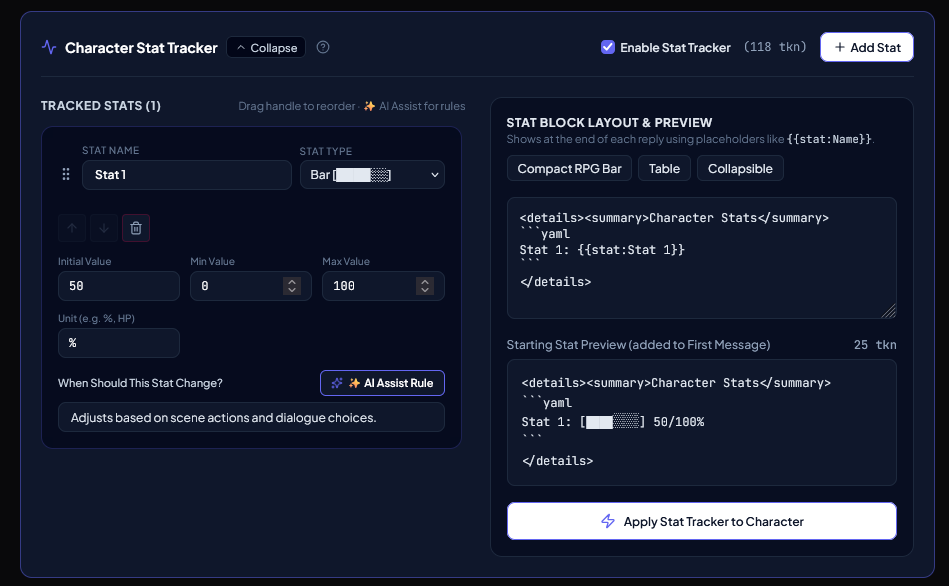 Character Stat Tracker
Collapse
Enable Stat Tracker (118 tkn)
+ Add Stat
TRACKED STATS (1)
Drag handle to reorder · ✨ AI Assist for rules
STAT NAME
STAT TYPE
Stat 1
Bar [█████░░]
Initial Value
Min Value
Max Value
50
0
100
Unit (e.g. %, HP)
%
When Should This Stat Change?
✨ AI Assist Rule
Adjusts based on scene actions and dialogue choices.
STAT BLOCK LAYOUT & PREVIEW
Shows at the end of each reply using placeholders like {{stat:Name}}.
Compact RPG Bar
Table
Collapsible
<details><summary>Character Stats</summary>
```yaml
Stat 1: {{stat:Stat 1}}
```
</details>
Starting Stat Preview (added to First Message)
25 tkn
<details><summary>Character Stats</summary>
```yaml
Stat 1: [████░░░░] 50/100%
```
</details>
Apply Stat Tracker to Character